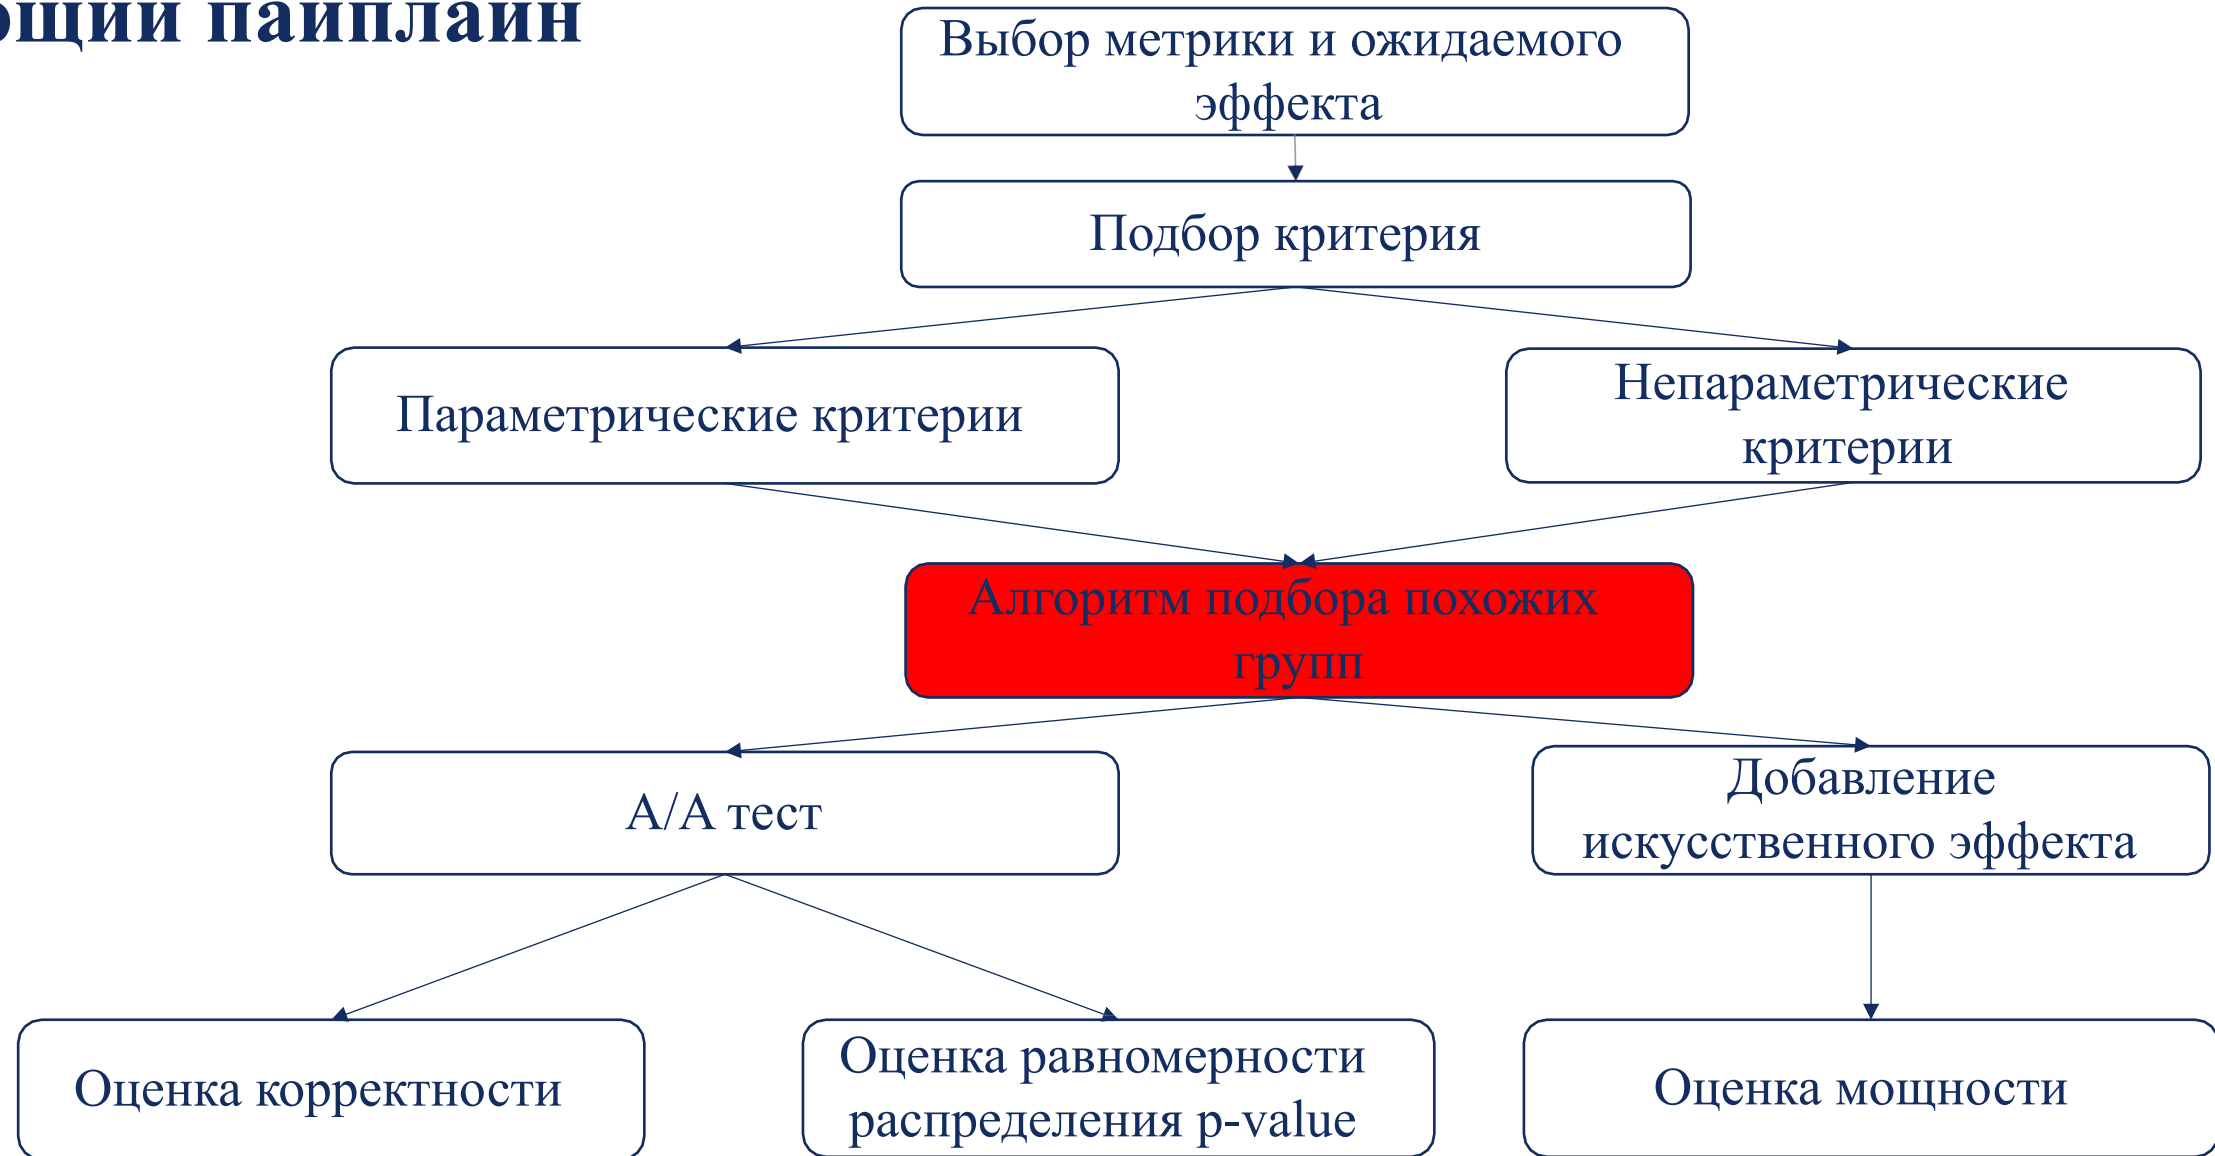 общий пайплайн
Выбор метрики и ожидаемого
эффекта
Подбор критерия
Параметрические критерии
Непараметрические
критерии
Алгоритм подбора похожих
групп
А/А тест
Добавление
искусственного эффекта
Оценка корректности
Оценка равномерности
распределения p-value
Оценка мощности